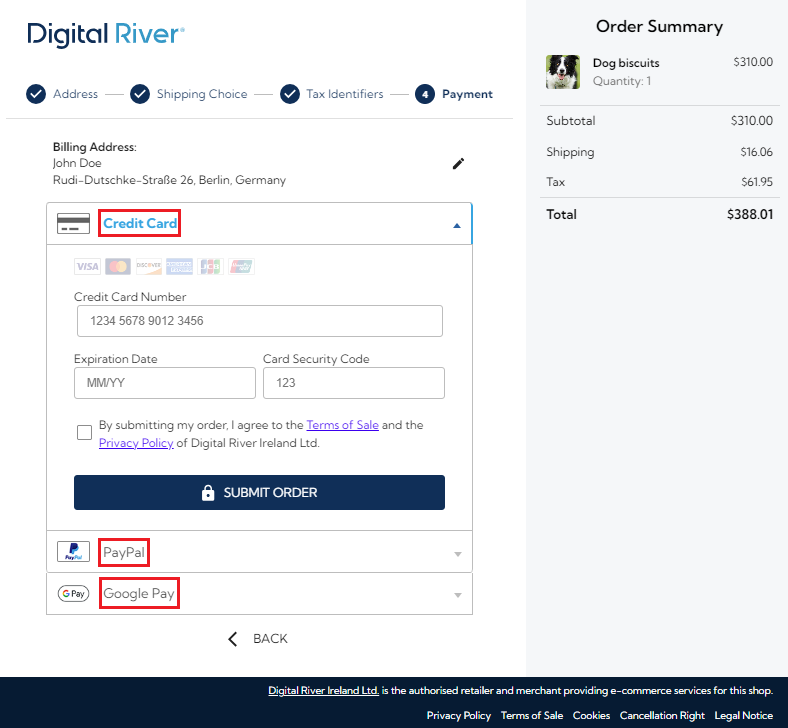 Digital River®
Address
Shipping Choice
Tax Identifiers
4 Payment
Billing Address:
John Doe
Rudi-Dutschke-Straße 26, Berlin, Germany
Credit Card
VISA DISCOVER JCB
Credit Card Number
1234 5678 9012 3456
Expiration Date Card Security Code
MM/YY 123
By submitting my order, I agree to the Terms of Sale and the
Privacy Policy of Digital River Ireland Ltd.
SUBMIT ORDER
PayPal PayPal
G Pay Google Pay
BACK
Order Summary
Dog biscuits $310.00
Quantity: 1
Subtotal $310.00
Shipping $16.06
Tax $61.95
Total $388.01
Digital River Ireland Ltd. is the authorised retailer and merchant providing e-commerce services for this shop.
Privacy Policy Terms of Sale Cookies Cancellation Right Legal Notice